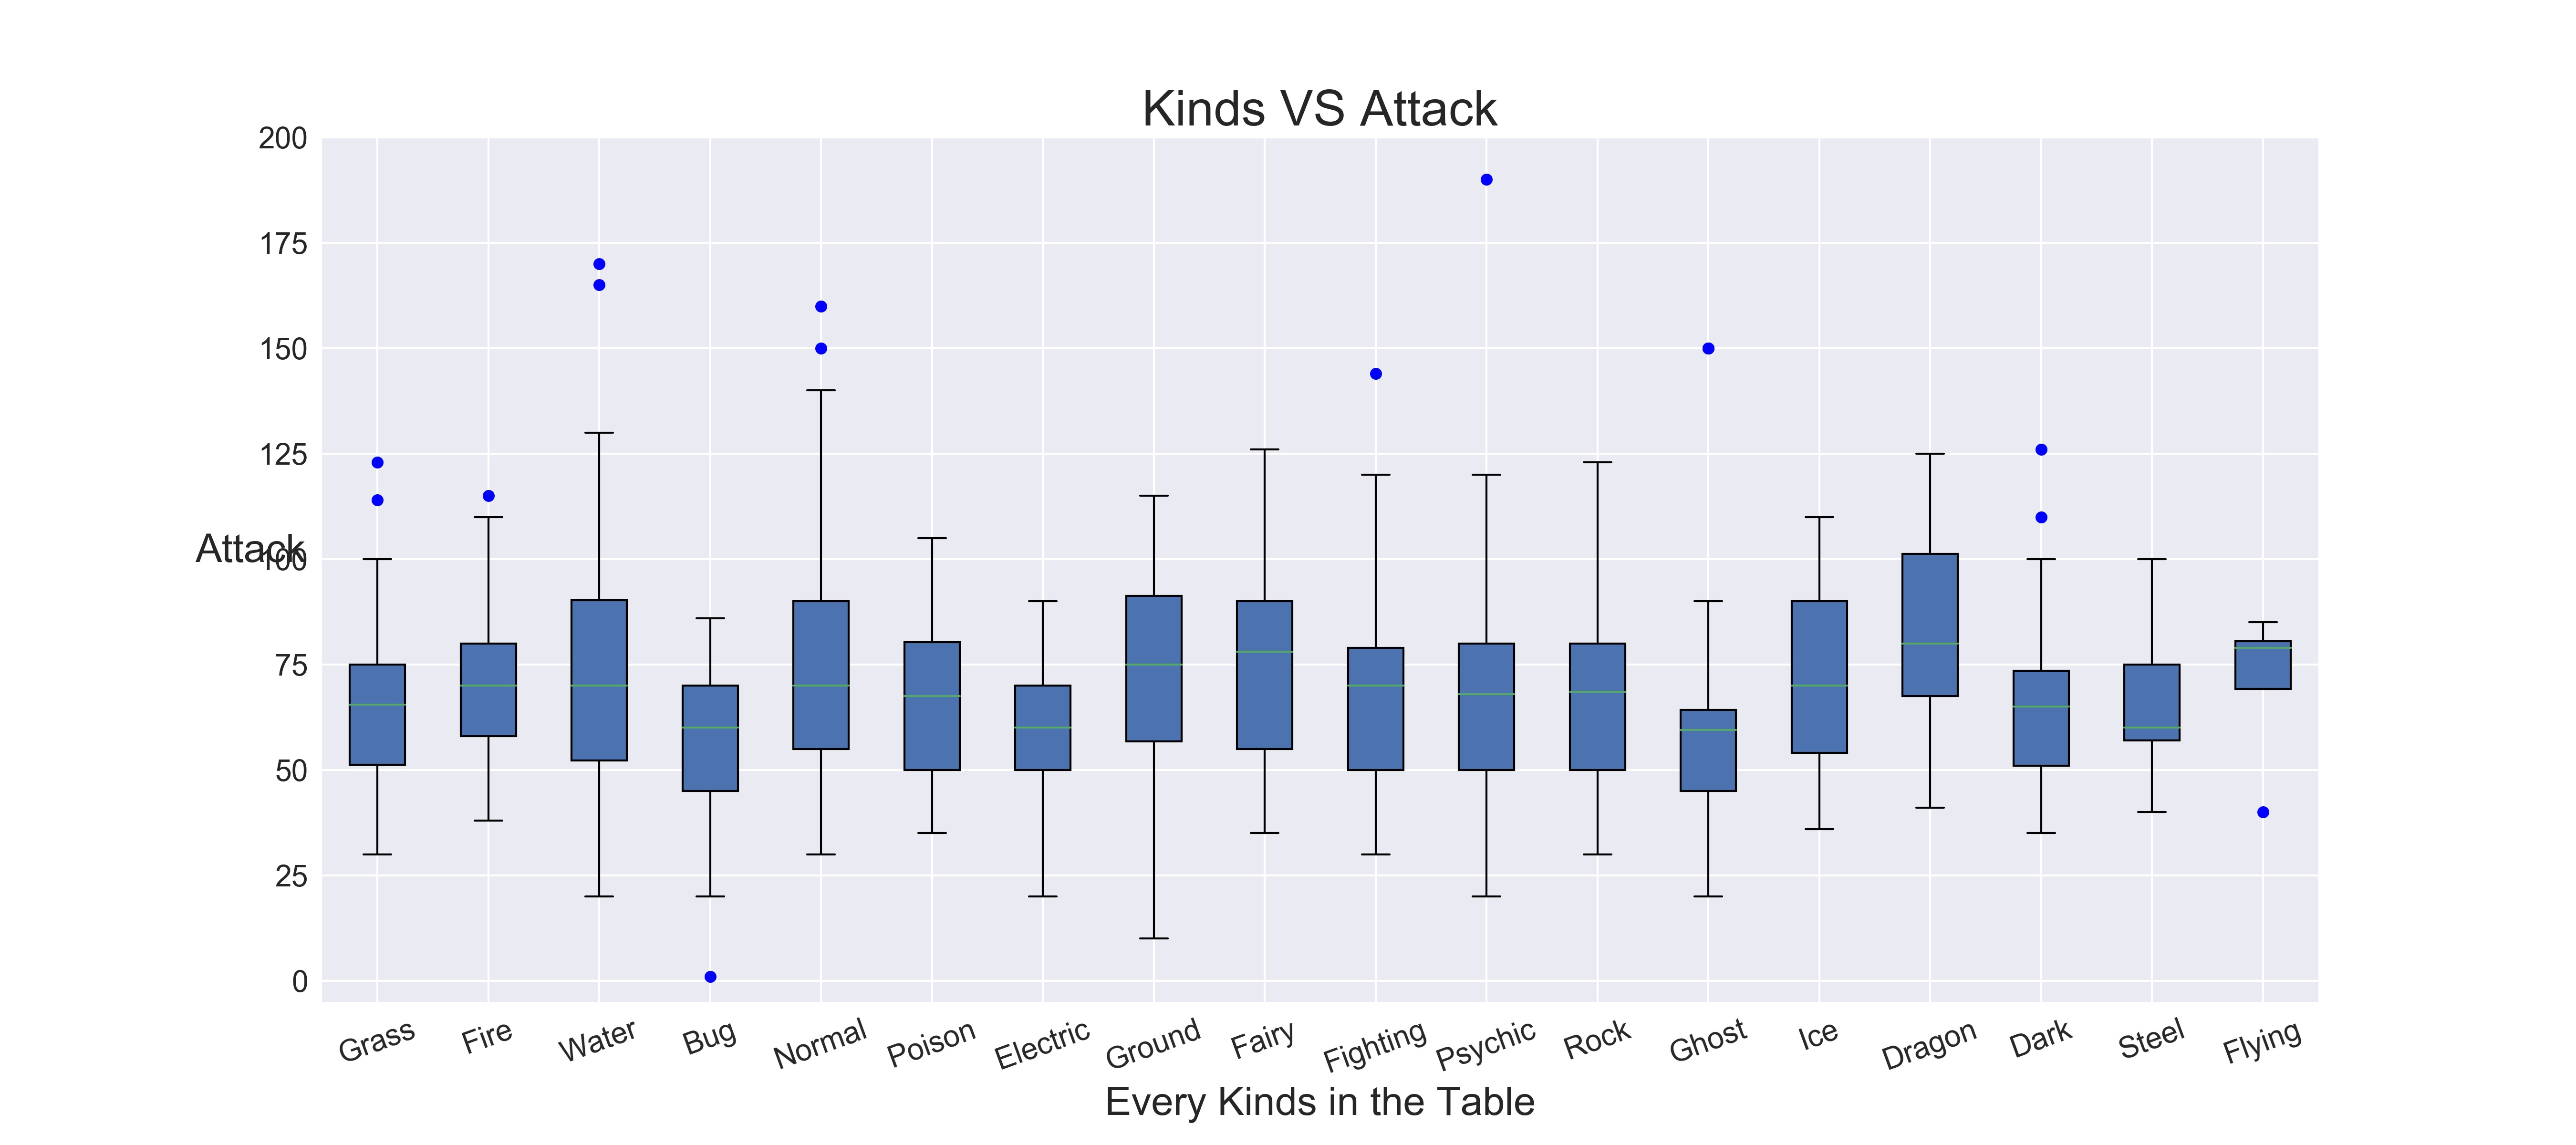 Kinds VS Attack
200
175
150
125
100
75
50
25
0
Attack
Grass Fire Water Bug Normal Poison Electric Ground Fairy Fighting Psychic Rock Ghost Ice Dragon Dark Steel Flying
Every Kinds in the Table